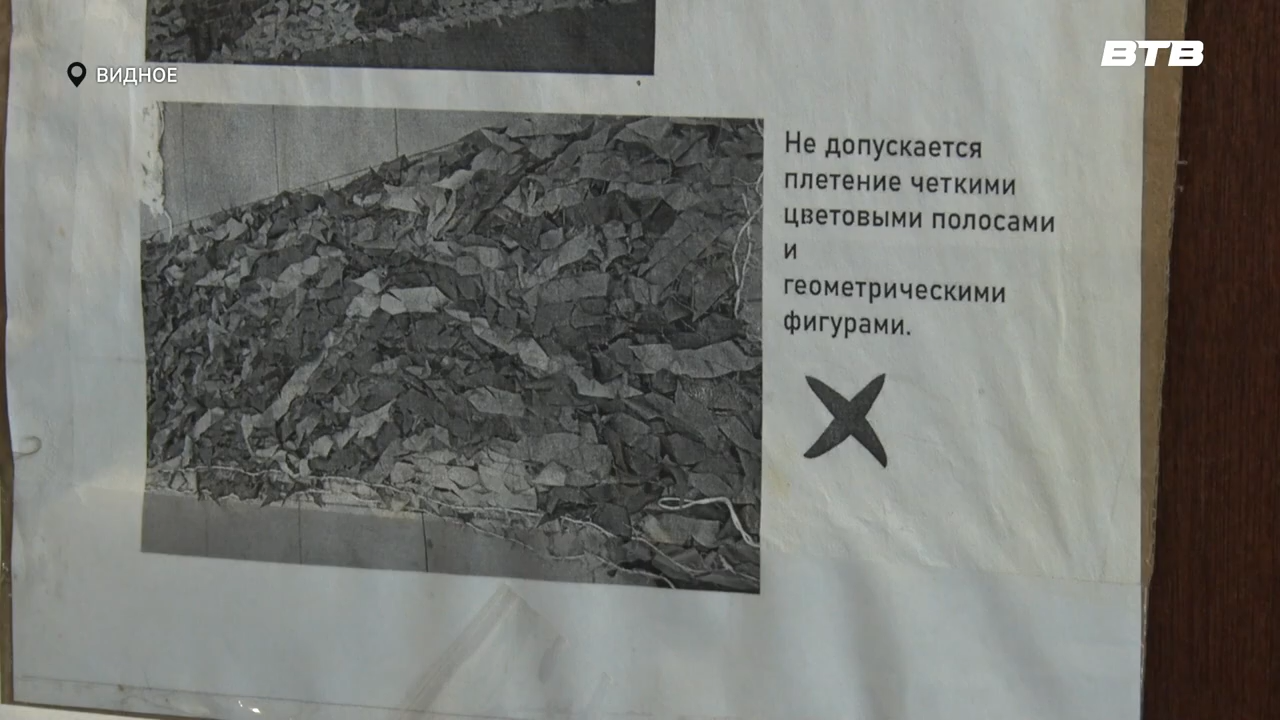 ВИДНОЕ
ВТВ
Не допускается
плетение четкими
цветовыми полосами
и
геометрическими
фигурами.